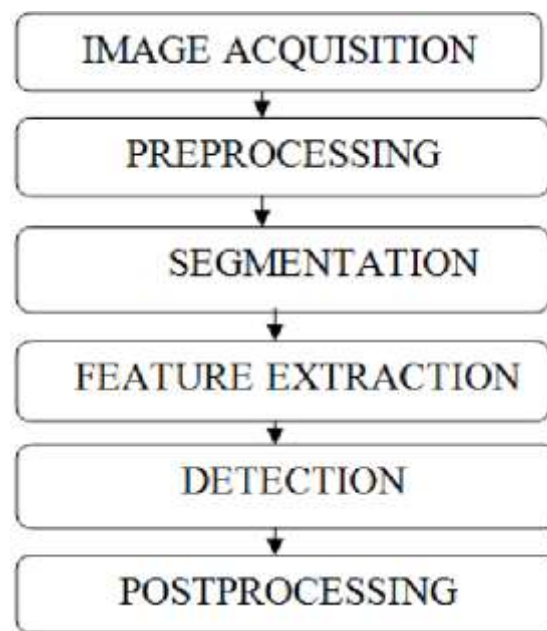 IMAGE ACQUISITION
PREPROCESSING
SEGMENTATION
FEATURE EXTRACTION
DETECTION
POSTPROCESSING